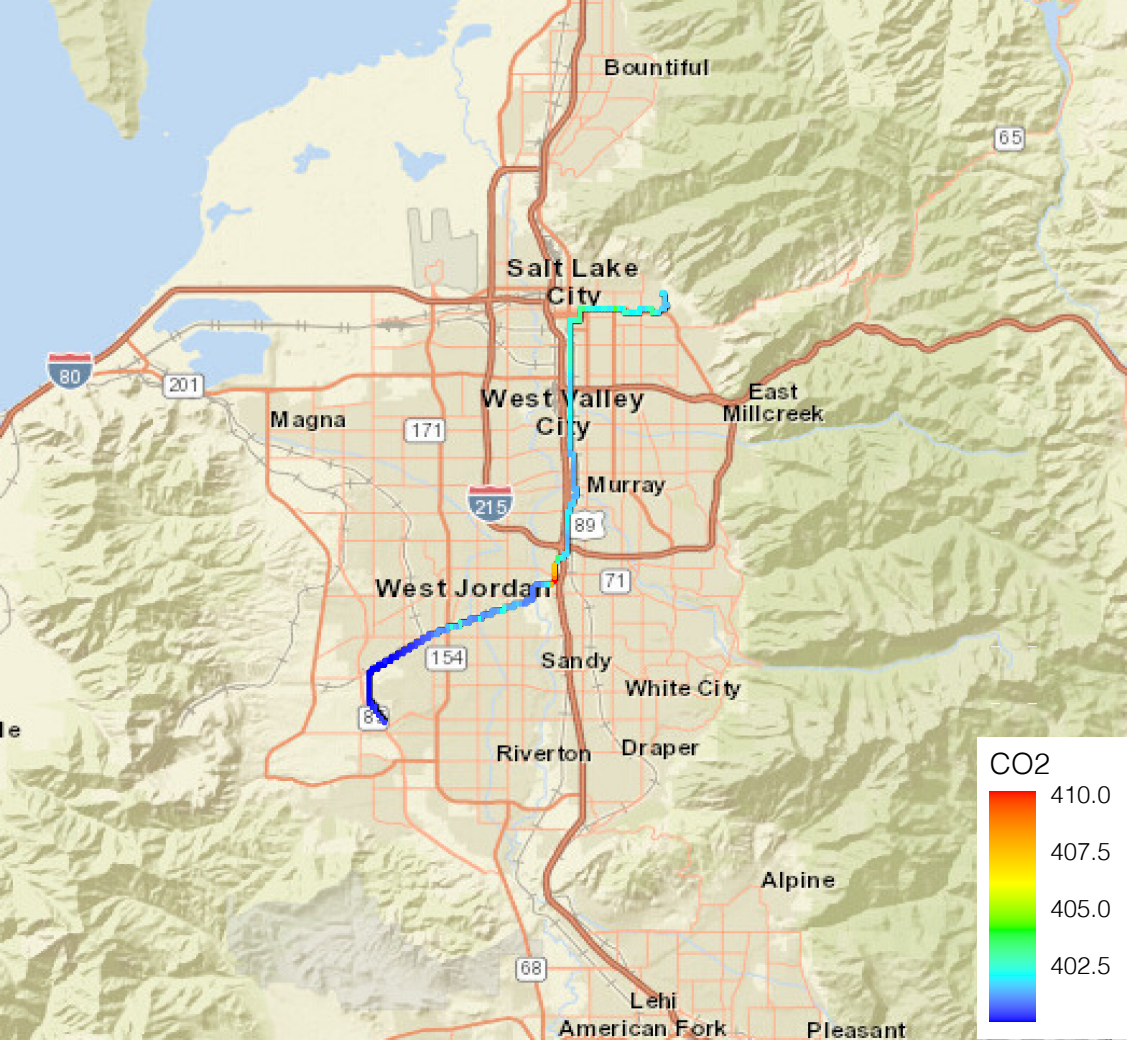 Bountiful
65
Salt Lake
City
80
201
East
Millcreek
West Valley
City
Magna
171
Murray
215
89
71
West Jordan
154
Sandy
White City
le
Riverton
Draper
CO2
410.0
407.5
405.0
402.5
Alpine
68
Lehi
American Fork
Pleasant